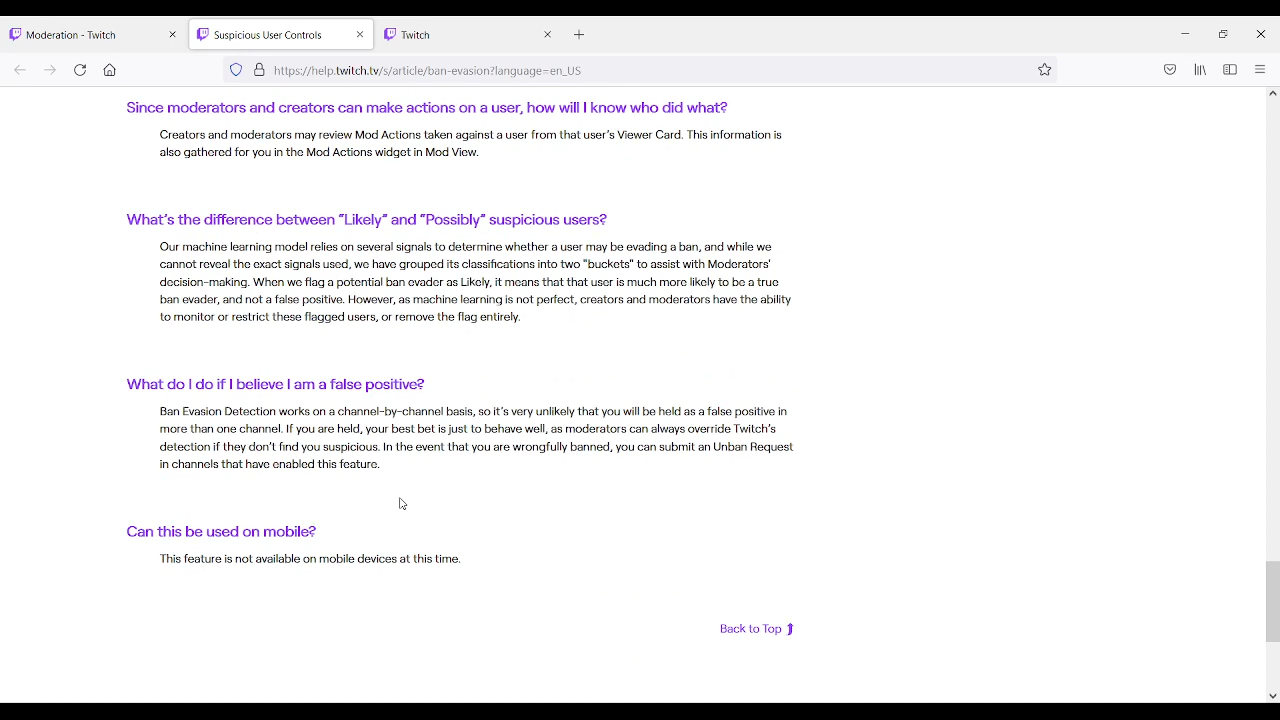 Moderation - Twitch
Suspicious User Controls
Twitch
https://help.twitch.tv/s/article/ban-evasion?language=en_US
Since moderators and creators can make actions on a user, how will I know who did what?
Creators and moderators may review Mod Actions taken against a user from that user's Viewer Card. This information is
also gathered for you in the Mod Actions widget in Mod View.
What's the difference between “Likely” and “Possibly” suspicious users?
Our machine learning model relies on several signals to determine whether a user may be evading a ban, and while we
cannot reveal the exact signals used, we have grouped its classifications into two "buckets" to assist with Moderators'
decision-making. When we flag a potential ban evader as Likely, it means that that user is much more likely to be a true
ban evader, and not a false positive. However, as machine learning is not perfect, creators and moderators have the ability
to monitor or restrict these flagged users, or remove the flag entirely.
What do I do if I believe I am a false positive?
Ban Evasion Detection works on a channel-by-channel basis, so it's very unlikely that you will be held as a false positive in
more than one channel. If you are held, your best bet is just to behave well, as moderators can always override Twitch's
detection if they don't find you suspicious. In the event that you are wrongfully banned, you can submit an Unban Request
in channels that have enabled this feature.
Can this be used on mobile?
This feature is not available on mobile devices at this time.
Back to Top